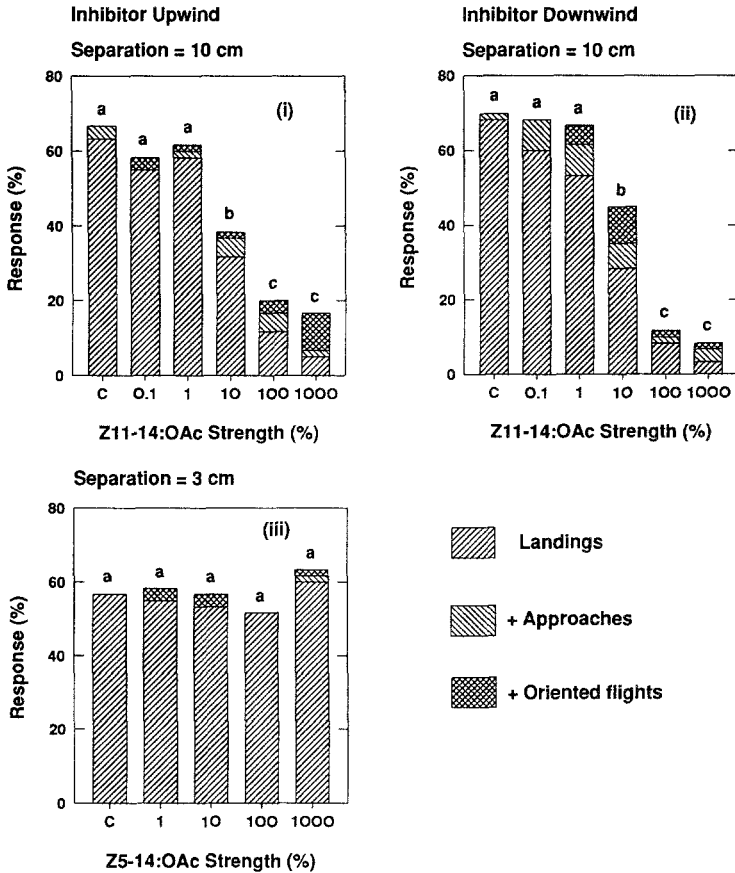 Inhibitor Upwind
Separation = 10 cm
Inhibitor Downwind
Separation = 10 cm
Response (%)
80
60
40
20
0
(i)
a
a
a
b
c
c
C 0.1 1 10 100 1000
Z11-14:OAc Strength (%)
Response (%)
80
60
40
20
0
(ii)
a
a
a
b
c
c
C 0.1 1 10 100 1000
Z11-14:OAc Strength (%)
Separation = 3 cm
Response (%)
80
60
40
20
0
(iii)
a
a
a
a
a
C 1 10 100 1000
Z5-14:OAc Strength (%)
Landings
+ Approaches
+ Oriented flights